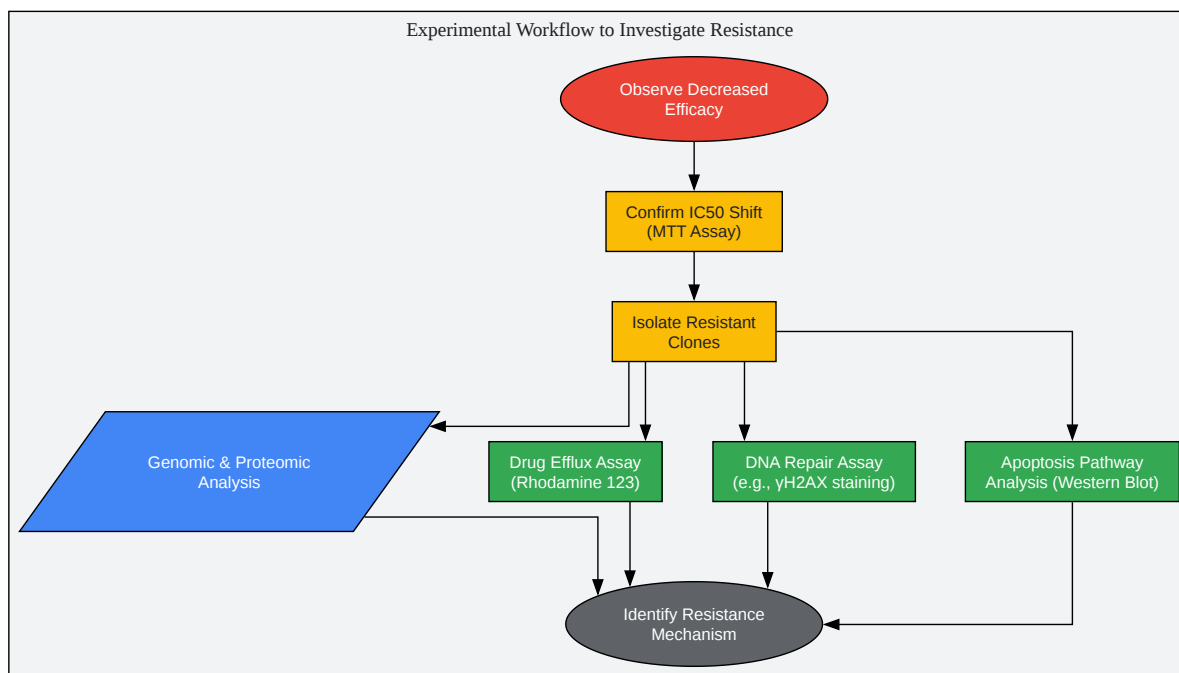 Experimental Workflow to Investigate Resistance
Observe Decreased
Efficacy
Confirm IC50 Shift
(MTT Assay)
Isolate Resistant
Clones
Genomic & Proteomic
Analysis
Drug Efflux Assay
(Rhodamine 123)
DNA Repair Assay
(e.g., γH2AX staining)
Apoptosis Pathway
Analysis (Western Blot)
Identify Resistance
Mechanism